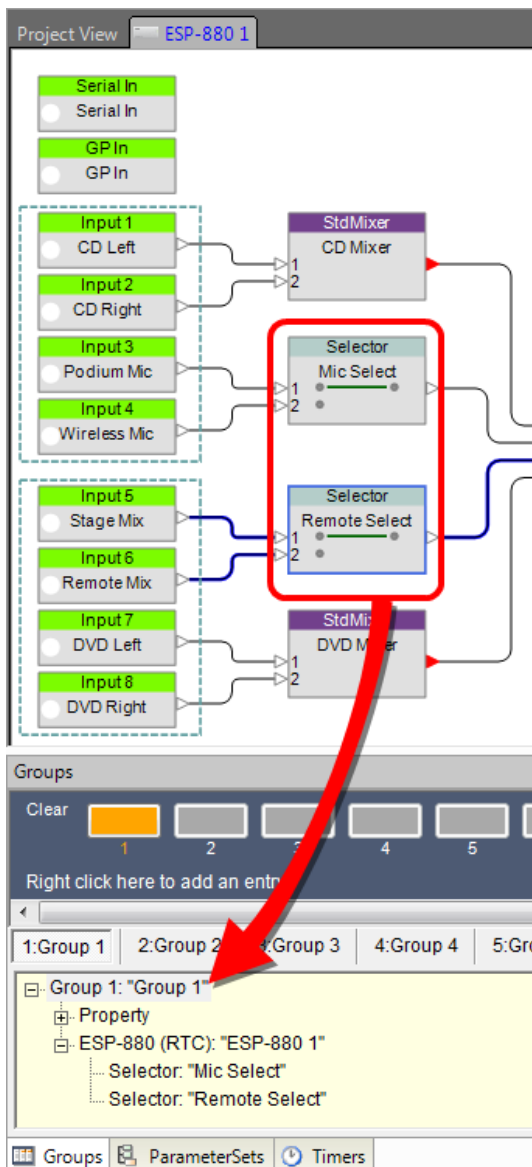 Project View
ESP-880 1
Serial In
Serial In
GP In
GP In
Input 1
CD Left
Input 2
CD Right
Input 3
Podium Mic
Input 4
Wireless Mic
Input 5
Stage Mix
Input 6
Remote Mix
Input 7
DVD Left
Input 8
DVD Right
StdMixer
CD Mixer
1
2
Selector
Mic Select
1
2
Selector
Remote Select
1
2
DVD
1
2
Groups
Clear
1
2
4
5
Right click here to add an
1:Group 1
2:Group 2
Group 3
4:Group 4
5:Gr
Group 1: "Group 1"
Property
ESP-880 (RTC): "ESP-880 1"
Selector: "Mic Select"
Selector: "Remote Select"
Groups
ParameterSets
Timers